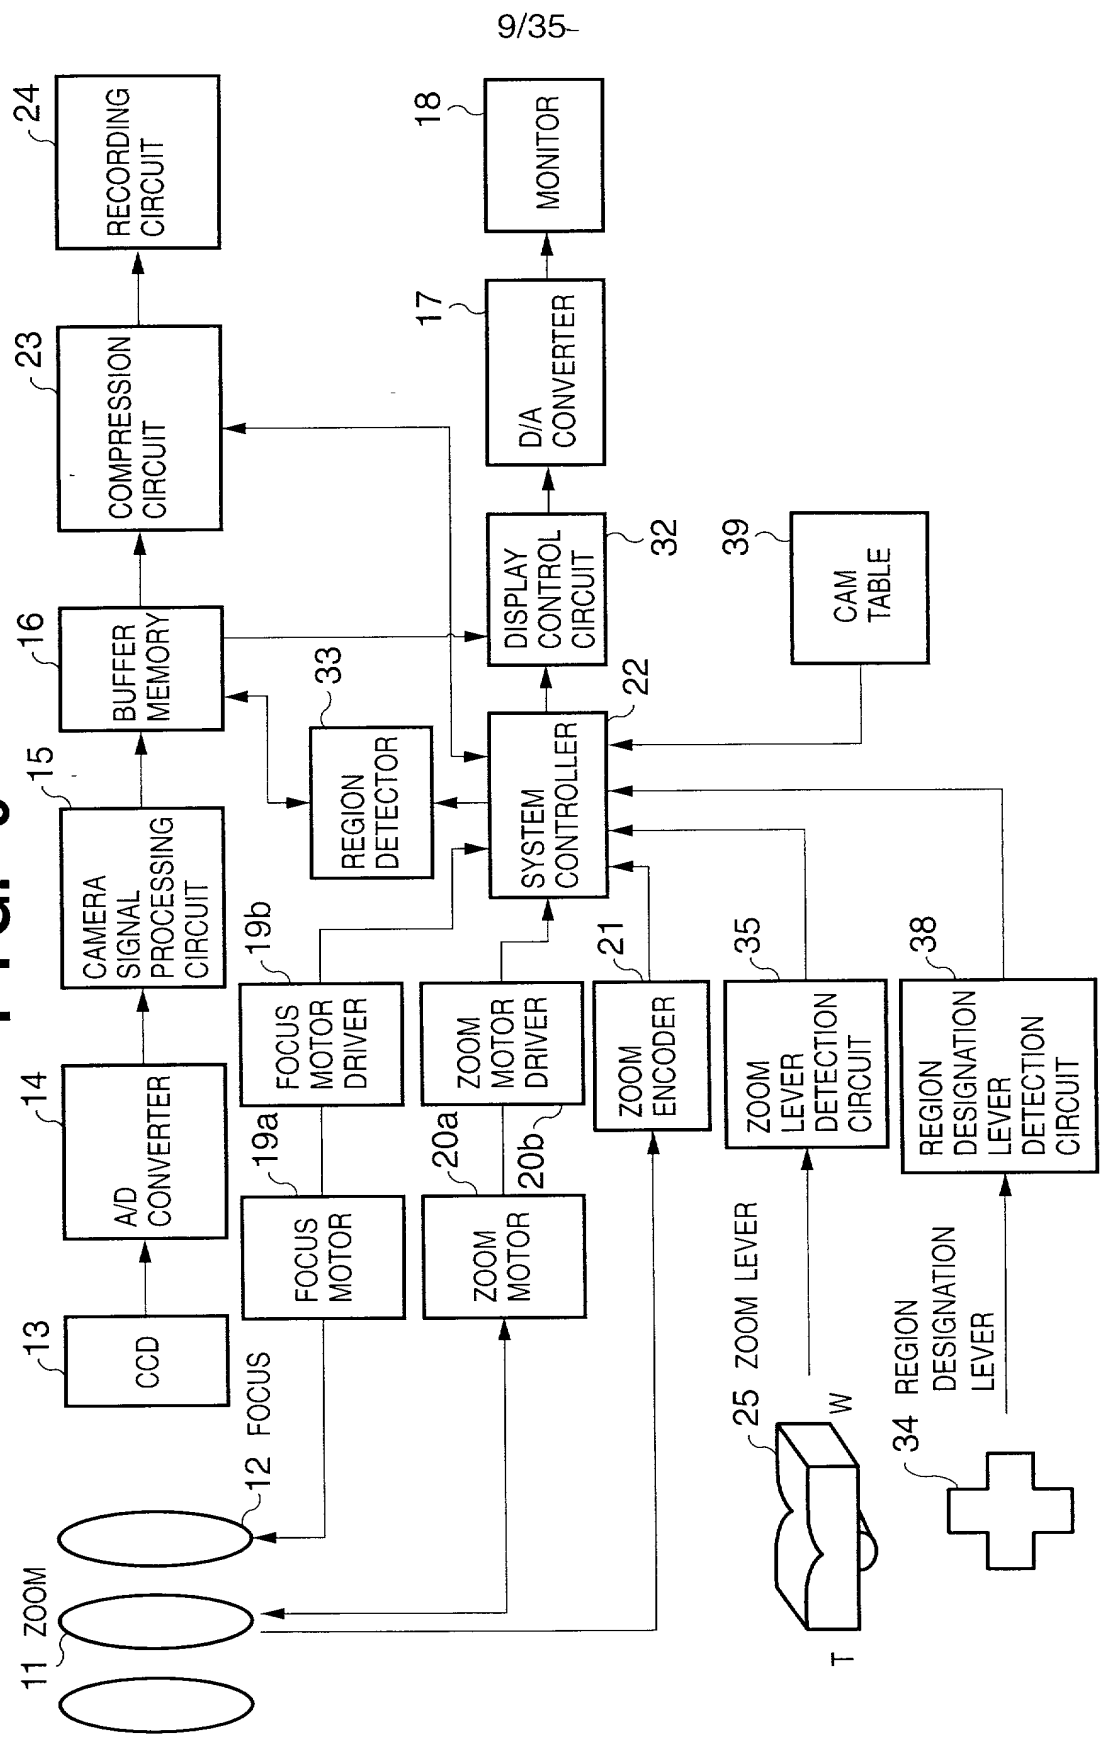 9/35
11 ZOOM
12 FOCUS
13
CCD
14
A/D
CONVERTER
15
CAMERA
SIGNAL
PROCESSING
CIRCUIT
16
BUFFER
MEMORY
23
COMPRESSION
CIRCUIT
24
RECORDING
CIRCUIT
19a
FOCUS
MOTOR
19b
FOCUS
MOTOR
DRIVER
33
REGION
DETECTOR
20a
ZOOM
MOTOR
20b
ZOOM
MOTOR
DRIVER
22
SYSTEM
CONTROLLER
32
DISPLAY
CONTROL
CIRCUIT
17
D/A
CONVERTER
18
MONITOR
21
ZOOM
ENCODER
25 ZOOM LEVER
T
W
35
ZOOM
LEVER
DETECTION
CIRCUIT
39
CAM
TABLE
34 REGION
DESIGNATION
LEVER
38
REGION
DESIGNATION
LEVER
DETECTION
CIRCUIT